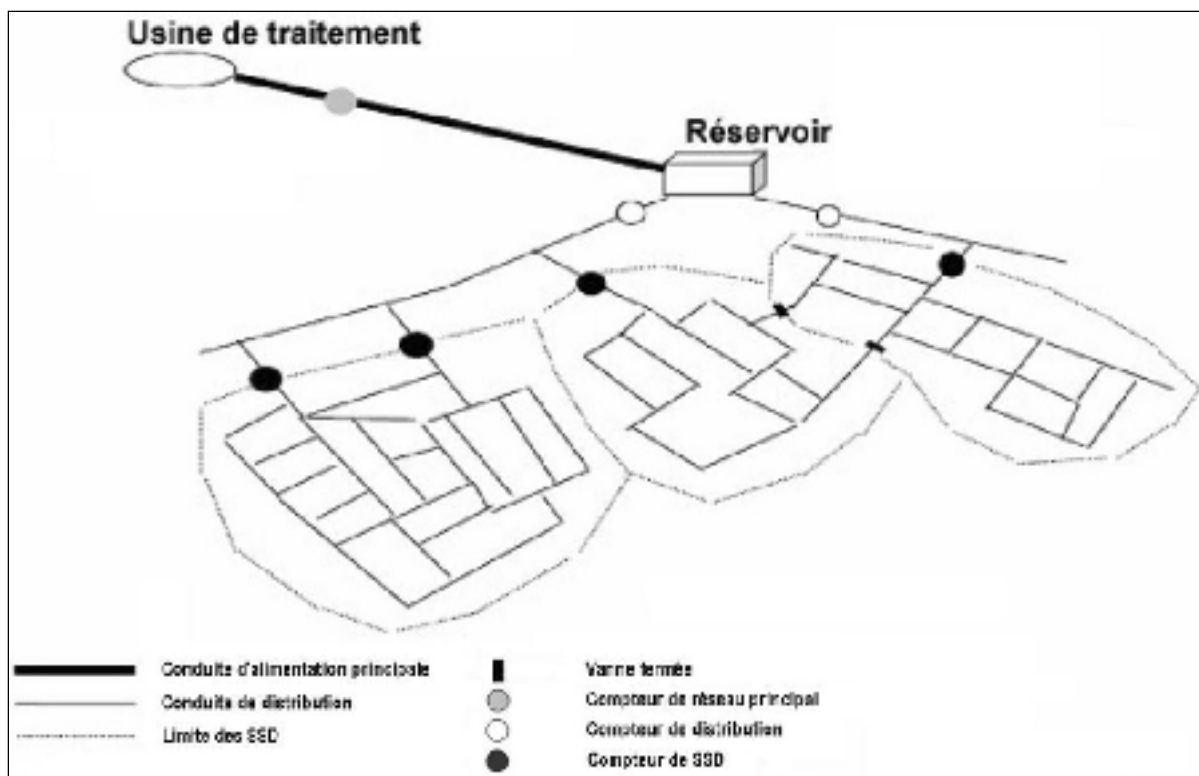 Usine de traitement
Réservoir
Conduite d'alimentation principale
Conduite de distribution
Limite des SSD
Vanne fermée
Compteur de réseau principal
Compteur de distribution
Compteur de SSD